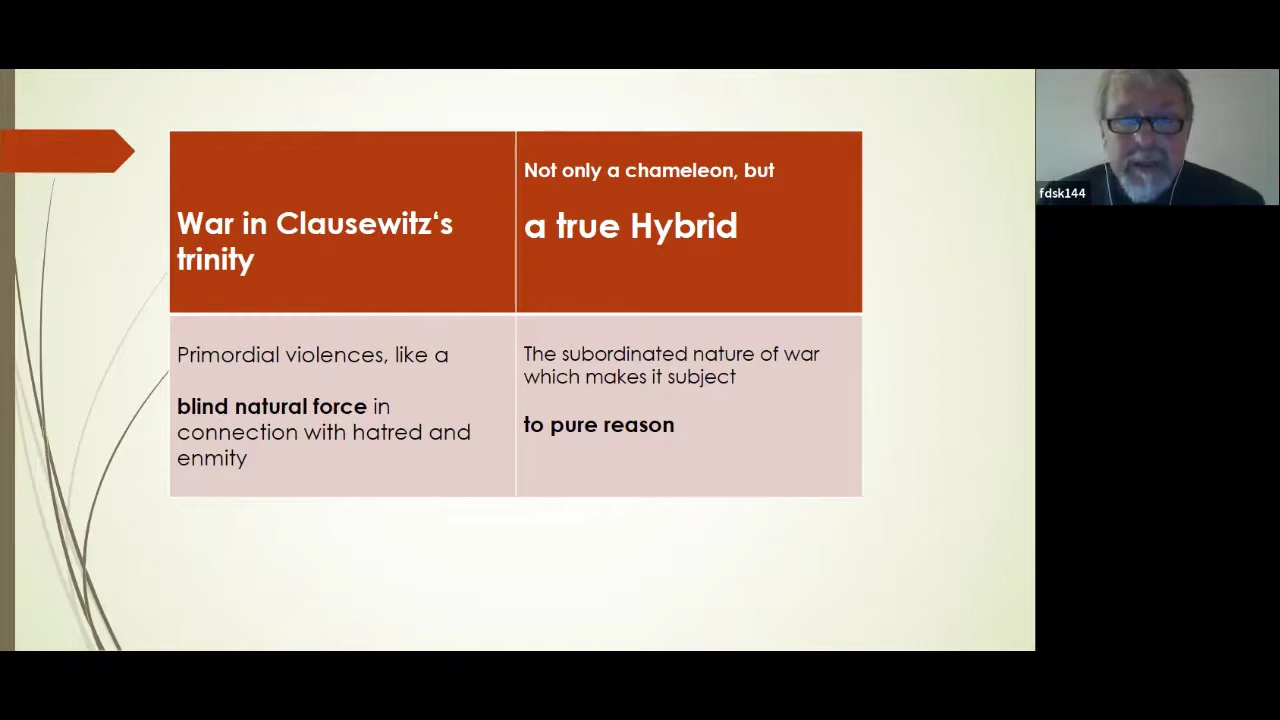 War in Clausewitz‘s
trinity
Not only a chameleon, but
a true Hybrid
Primordial violences, like a
blind natural force in
connection with hatred and
enmity
The subordinated nature of war
which makes it subject
to pure reason
fdsk144